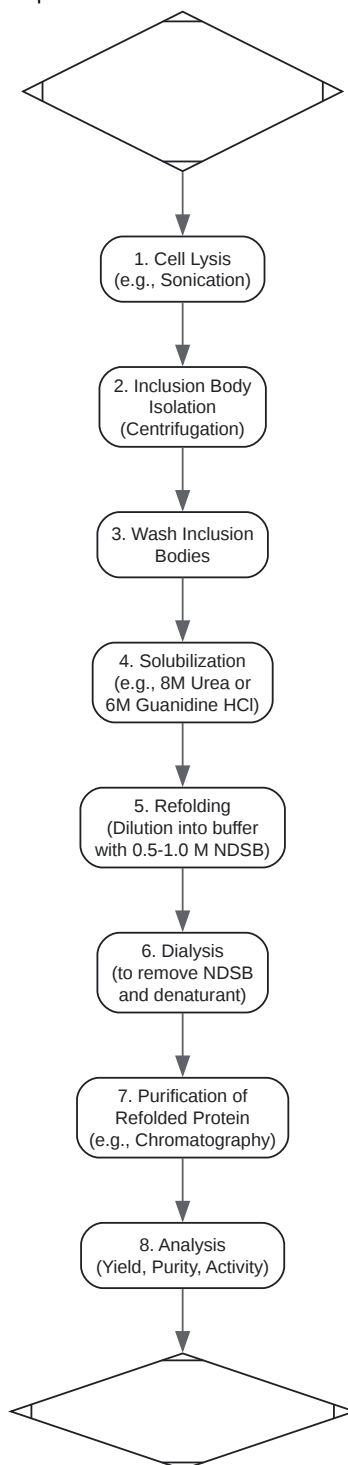 1. Cell Lysis
(e.g., Sonication)
2. Inclusion Body
Isolation
(Centrifugation)
3. Wash Inclusion
Bodies
4. Solubilization
(e.g., 8M Urea or
6M Guanidine HCl)
5. Refolding
(Dilution into buffer
with 0.5-1.0 M NDSB)
6. Dialysis
(to remove NDSB
and denaturant)
7. Purification of
Refolded Protein
(e.g., Chromatography)
8. Analysis
(Yield, Purity, Activity)